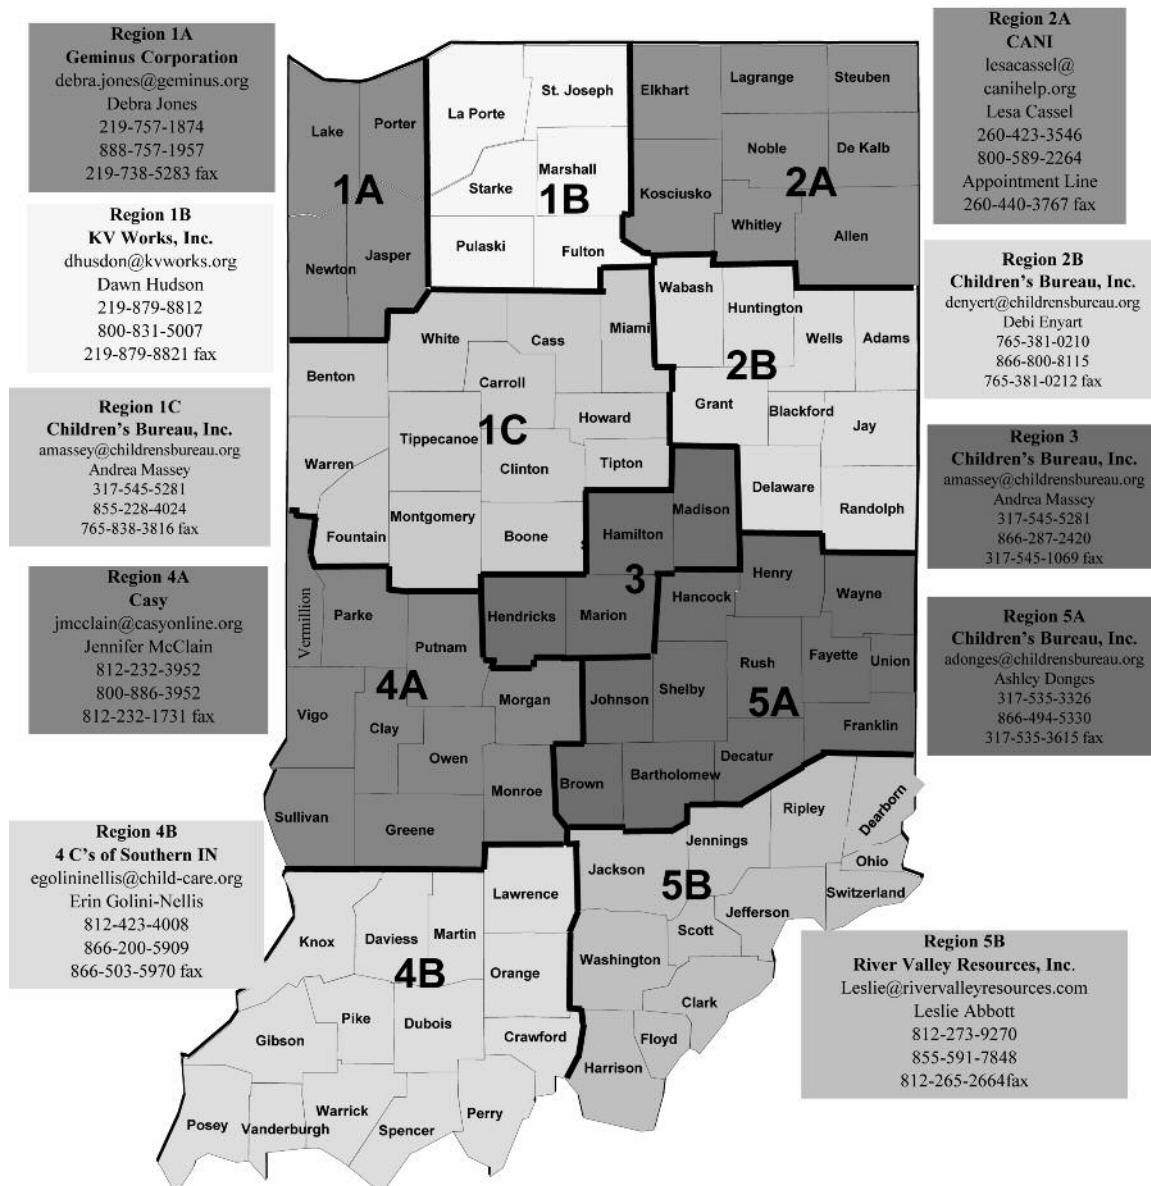 Region 1A
Geminus Corporation
debra.jones@geminus.org
Debra Jones
219-757-1874
888-757-1957
219-738-5283 fax
Region 1B
KV Works, Inc.
dhusdon@kvworks.org
Dawn Hudson
219-879-8812
800-831-5007
219-879-8821 fax
Region 1C
Children's Bureau, Inc.
amassey@childrensbureau.org
Andrea Massey
317-545-5281
855-228-4024
765-838-3816 fax
Region 4A
Casy
jmcclain@casyonline.org
Jennifer McClain
812-232-3952
800-886-3952
812-232-1731 fax
Region 4B
4 C's of Southern IN
egolininellis@child-care.org
Erin Golini-Nellis
812-423-4008
866-200-5909
866-503-5970 fax
Lake
Porter
1A
Newton
Jasper
La Porte
St. Joseph
Starke
Marshall
1B
Pulaski
Fulton
Elkhart
Lagrange
Steuben
Noble
De Kalb
Kosciusko
2A
Whitley
Allen
White
Cass
Miami
Benton
Carroll
1C
Howard
Tippecanoe
Warren
Clinton
Tipton
Montgomery
Fountain
Boone
Wabash
Huntington
Wells
Adams
2B
Grant
Blackford
Jay
Delaware
Randolph
Madison
Hamilton
3
Hendricks
Marion
Vermillion
Parke
Putnam
4A
Morgan
Vigo
Clay
Owen
Monroe
Sullivan
Greene
Hancock
Henry
Wayne
Rush
Fayette
Union
Johnson
Shelby
5A
Franklin
Decatur
Brown
Bartholomew
Jennings
Ripley
Dearborn
Jackson
5B
Ohio
Switzerland
Jefferson
Scott
Washington
Clark
Floyd
Harrison
Lawrence
Knox
Daviess
Martin
4B
Orange
Pike
Dubois
Gibson
Crawford
Posey
Vanderburgh
Warrick
Spencer
Perry
Region 2A
CANI
lesacassel@
canihelp.org
Lesa Cassel
260-423-3546
800-589-2264
Appointment Line
260-440-3767 fax
Region 2B
Children's Bureau, Inc.
denyert@childrensbureau.org
Debi Enyart
765-381-0210
866-800-8115
765-381-0212 fax
Region 3
Children's Bureau, Inc.
amassey@childrensbureau.org
Andrea Massey
317-545-5281
866-287-2420
317-545-1069 fax
Region 5A
Children's Bureau, Inc.
adonges@childrensbureau.org
Ashley Donges
317-535-3326
866-494-5330
317-535-3615 fax
Region 5B
River Valley Resources, Inc.
Leslie@rivervalleyresources.com
Leslie Abbott
812-273-9270
855-591-7848
812-265-2664fax